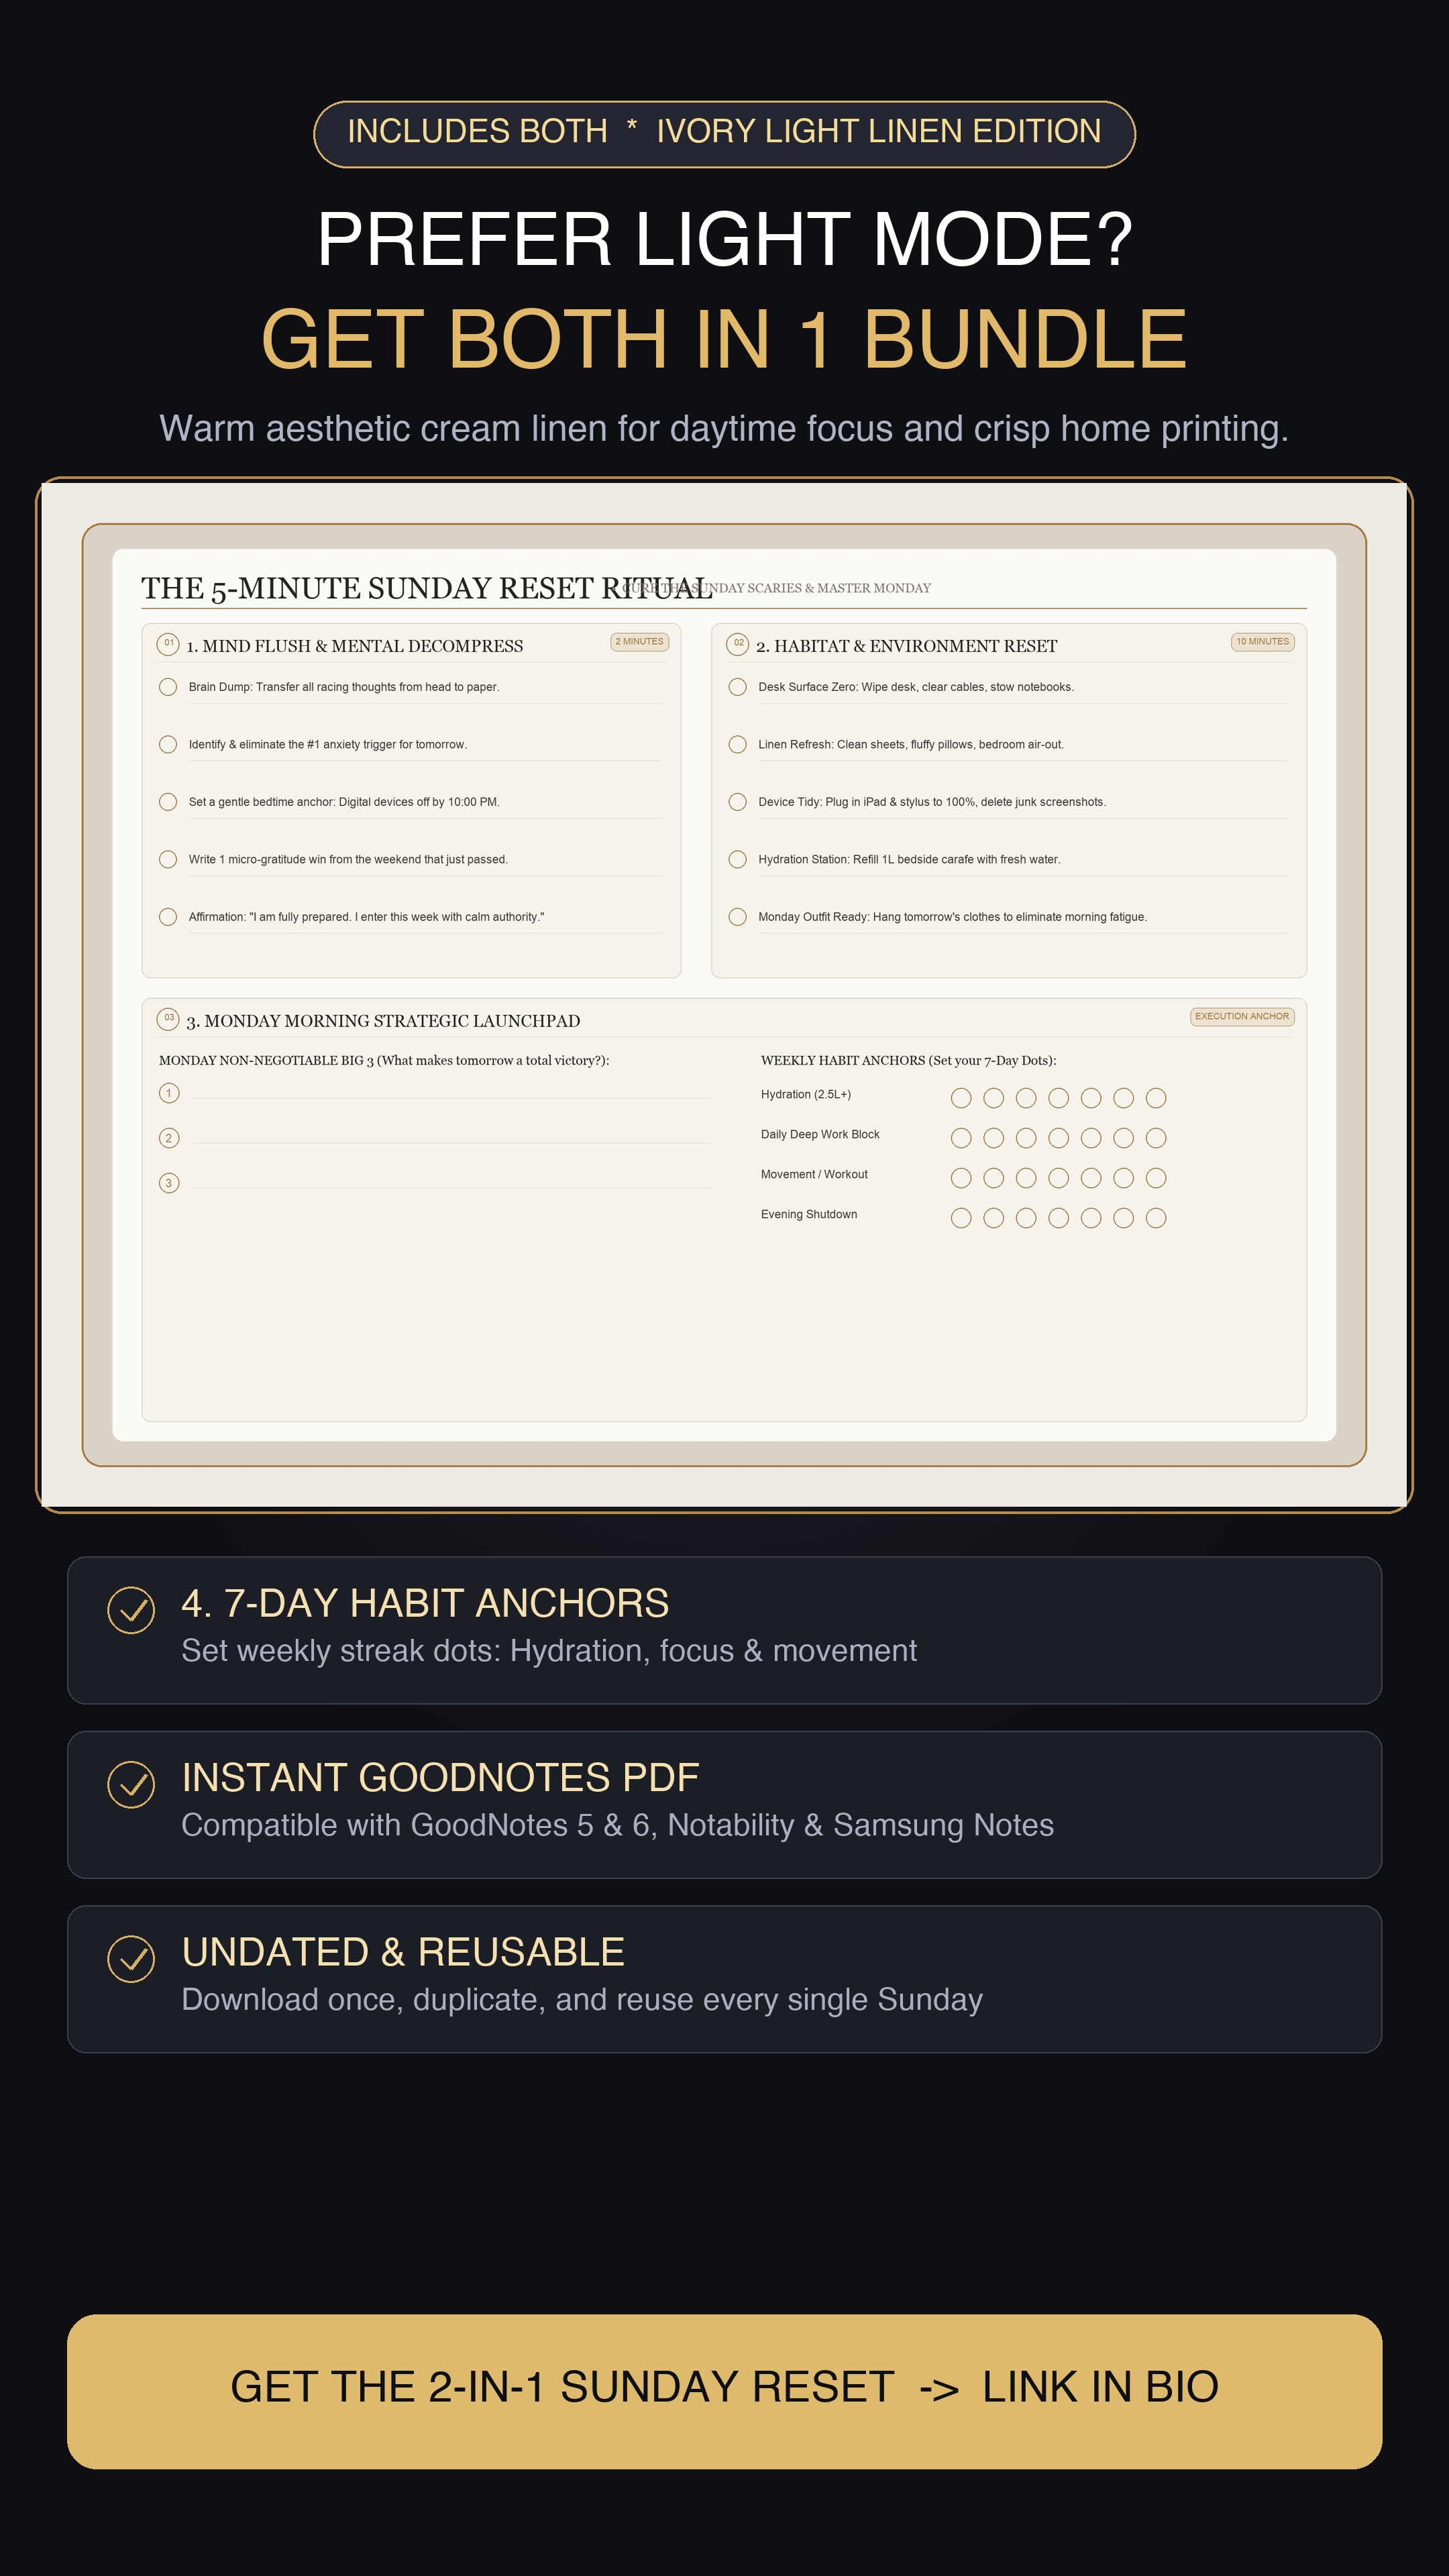 INCLUDES BOTH * IVORY LIGHT LINEN EDITION
PREFER LIGHT MODE?
GET BOTH IN 1 BUNDLE
Warm aesthetic cream linen for daytime focus and crisp home printing.
THE 5-MINUTE SUNDAY RESET RITUAL
CURE THE SUNDAY SCARIES & MASTER MONDAY
01 1. MIND FLUSH & MENTAL DECOMPRESS 2 MINUTES
Brain Dump: Transfer all racing thoughts from head to paper.
Identify & eliminate the #1 anxiety trigger for tomorrow.
Set a gentle bedtime anchor: Digital devices off by 10:00 PM.
Write 1 micro-gratitude win from the weekend that just passed.
Affirmation: "I am fully prepared. I enter this week with calm authority."
02 2. HABITAT & ENVIRONMENT RESET 10 MINUTES
Desk Surface Zero: Wipe desk, clear cables, stow notebooks.
Linen Refresh: Clean sheets, fluffy pillows, bedroom air-out.
Device Tidy: Plug in iPad & stylus to 100%, delete junk screenshots.
Hydration Station: Refill 1L bedside carafe with fresh water.
Monday Outfit Ready: Hang tomorrow's clothes to eliminate morning fatigue.
03 3. MONDAY MORNING STRATEGIC LAUNCHPAD EXECUTION ANCHOR
MONDAY NON-NEGOTIABLE BIG 3 (What makes tomorrow a total victory?):
1
2
3
WEEKLY HABIT ANCHORS (Set your 7-Day Dots):
Hydration (2.5L+)
Daily Deep Work Block
Movement / Workout
Evening Shutdown
4. 7-DAY HABIT ANCHORS
Set weekly streak dots: Hydration, focus & movement
INSTANT GOODNOTES PDF
Compatible with GoodNotes 5 & 6, Notability & Samsung Notes
UNDATED & REUSABLE
Download once, duplicate, and reuse every single Sunday
GET THE 2-IN-1 SUNDAY RESET -> LINK IN BIO